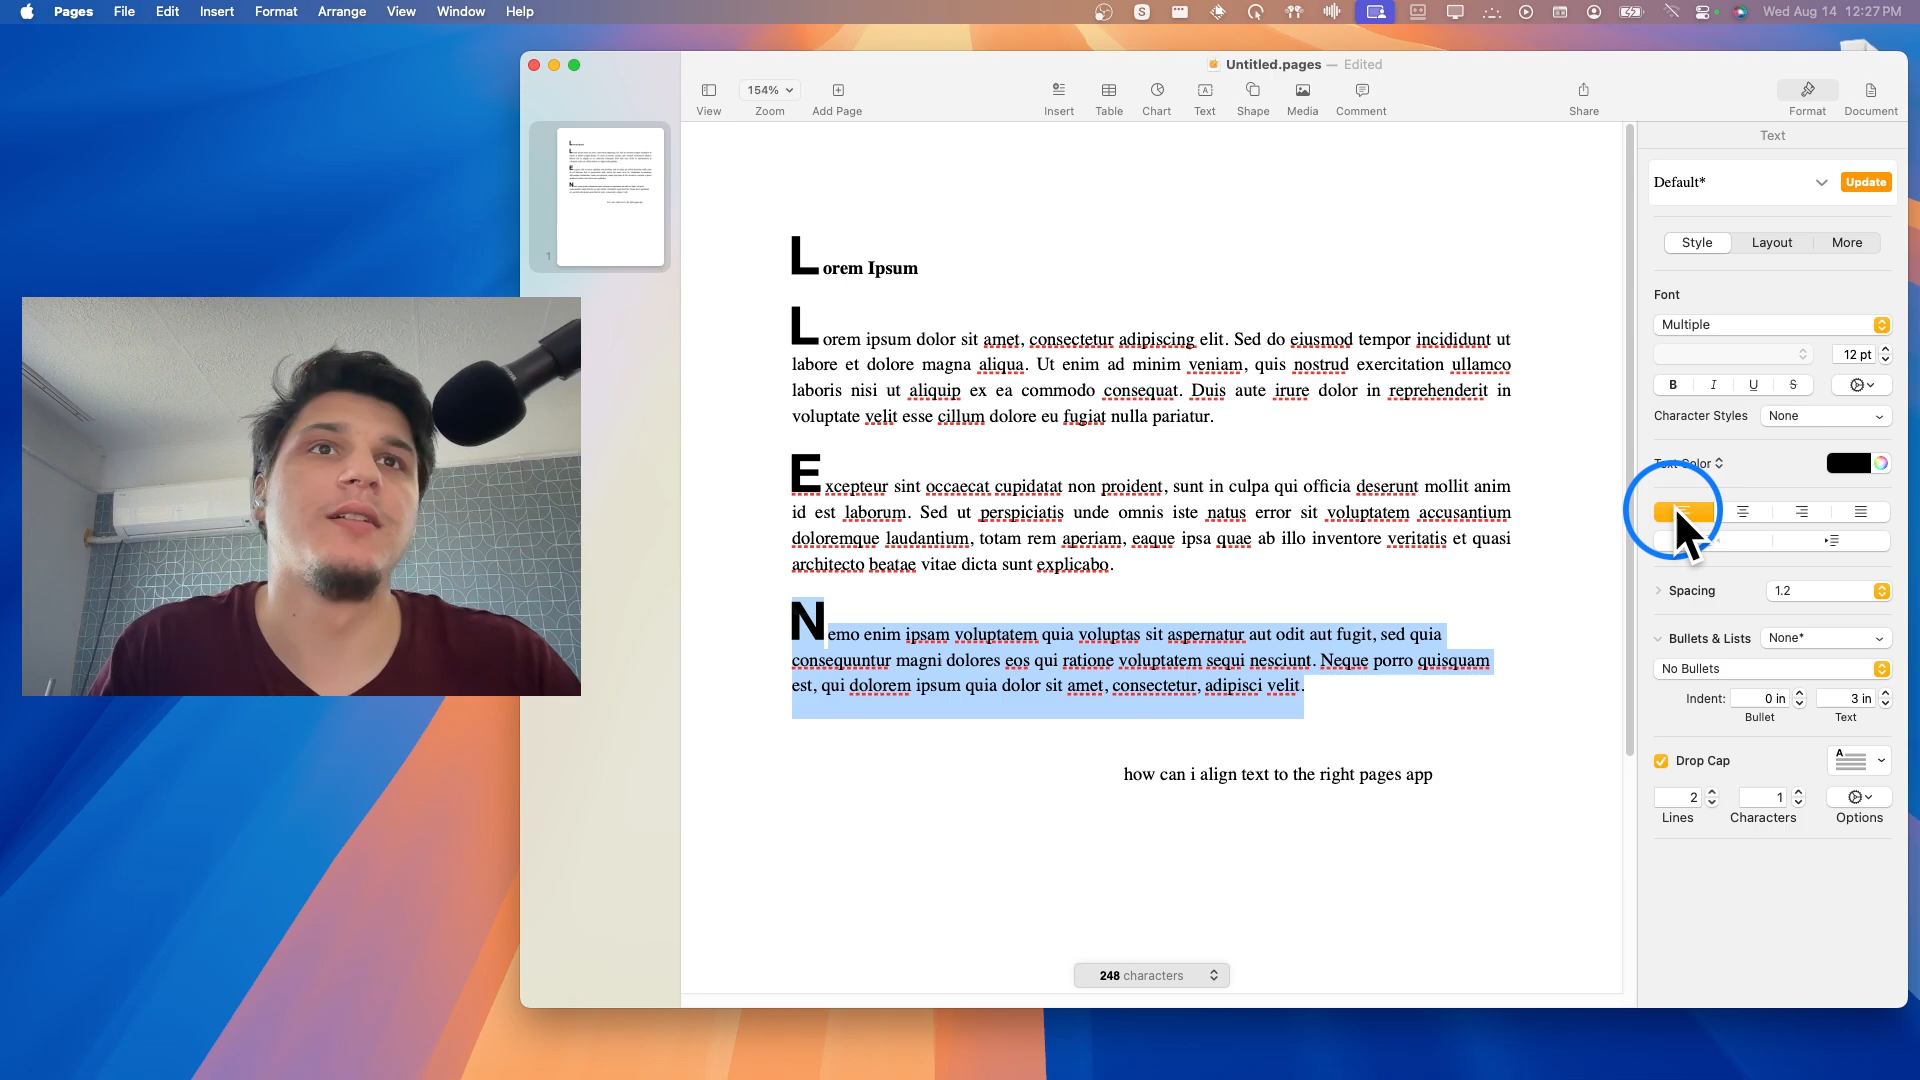 Pages File Edit Insert Format Arrange View Window Help
Wed Aug 14 12:27 PM
Untitled.pages — Edited
154%
View Zoom Add Page Insert Table Chart Text Shape Media Comment Share Format Document
Text
Default* Update
Style Layout More
Font
Multiple
12 pt
B I U S
Character Styles None
Text Color
Spacing 1.2
Bullets & Lists None*
No Bullets
Indent: 0 in 3 in
Bullet Text
Drop Cap
2 1
Lines Characters Options
1
Lorem Ipsum
Lorem ipsum dolor sit amet, consectetur adipiscing elit. Sed do eiusmod tempor incididunt ut
labore et dolore magna aliqua. Ut enim ad minim veniam, quis nostrud exercitation ullamco
laboris nisi ut aliquip ex ea commodo consequat. Duis aute irure dolor in reprehenderit in
voluptate velit esse cillum dolore eu fugiat nulla pariatur.
Excepteur sint occaecat cupidatat non proident, sunt in culpa qui officia deserunt mollit anim
id est laborum. Sed ut perspiciatis unde omnis iste natus error sit voluptatem accusantium
doloremque laudantium, totam rem aperiam, eaque ipsa quae ab illo inventore veritatis et quasi
architecto beatae vitae dicta sunt explicabo.
Nemo enim ipsam voluptatem quia voluptas sit aspernatur aut odit aut fugit, sed quia
consequuntur magni dolores eos qui ratione voluptatem sequi nesciunt. Neque porro quisquam
est, qui dolorem ipsum quia dolor sit amet, consectetur, adipisci velit.
how can i align text to the right pages app
248 characters